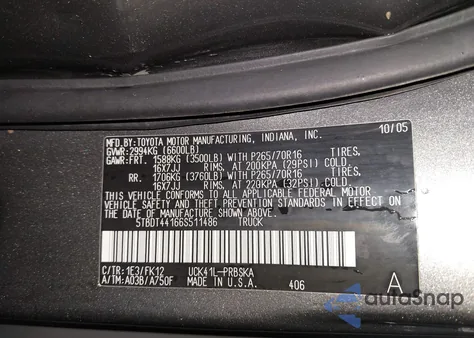 MFD. BY: TOYOTA MOTOR MANUFACTURING, INDIANA, INC. 10/05
GVWR: 2994KG (6600LB)
GAWR: FRT. 1588KG (3500LB) WITH P265/70R16 TIRES,
16X7JJ RIMS, AT 200KPA (29PSI) COLD.
RR. 1706KG (3760LB) WITH P265/70R16 TIRES,
16X7JJ RIMS, AT 220KPA (32PSI) COLD.
THIS VEHICLE CONFORMS TO ALL APPLICABLE FEDERAL MOTOR
VEHICLE SAFETY AND THEFT PREVENTION STANDARDS IN EFFECT
ON THE DATE OF MANUFACTURE SHOWN ABOVE.
5TBDT44166S511486 TRUCK
C/TR: 1E3/FK12 UCK41L-PRBSKA A
A/TM: A03B/A750F MADE IN U.S.A. 406
autoSnap